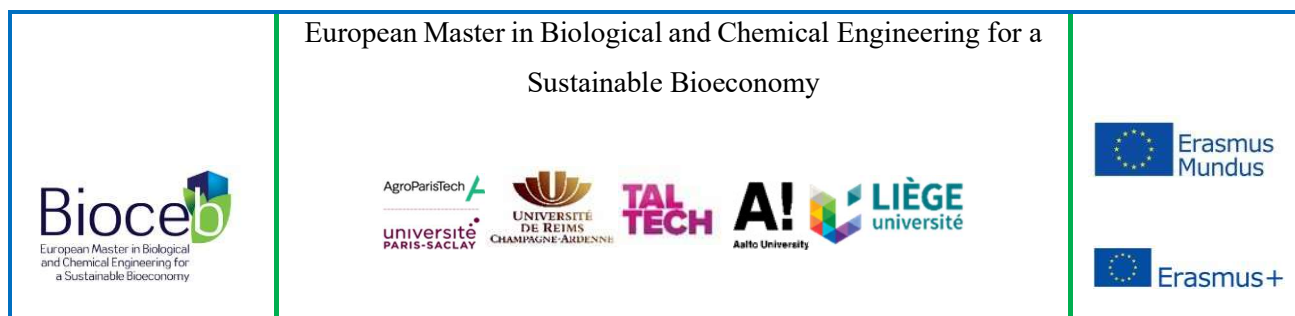 European Master in Biological and Chemical Engineering for a
Sustainable Bioeconomy
Bioceb
European Master in Biological
and Chemical Engineering for
a Sustainable Bioeconomy
AgroParisTech
université
PARIS-SACLAY
UNIVERSITÉ
DE REIMS
CHAMPAGNE-ARDENNE
TAL
TECH
A!
Aalto University
LIÈGE
université
Erasmus
Mundus
Erasmus+